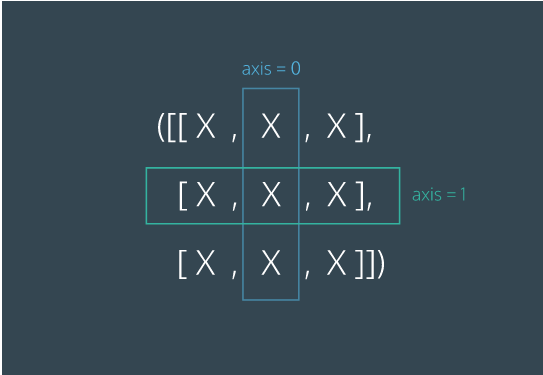 axis = 0
([[ X , X , X ],
[ X , X , X ],
axis = 1
[ X , X , X ]])